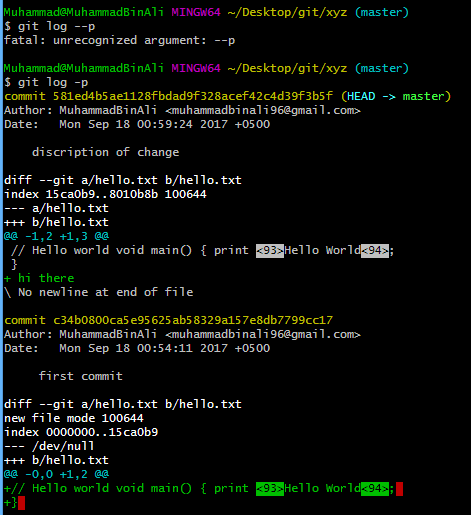 Muhammad@MuhammadBinAli MINGW64 ~/Desktop/git/xyz (master)
$ git log --p
fatal: unrecognized argument: --p
Muhammad@MuhammadBinAli MINGW64 ~/Desktop/git/xyz (master)
$ git log -p
commit 581ed4b5ae1128fbdad9f328acef42c4d39f3b5f (HEAD -> master)
Author: MuhammadBinAli <muhammadbinali96@gmail.com>
Date:   Mon Sep 18 00:59:24 2017 +0500
    discription of change
diff --git a/hello.txt b/hello.txt
index 15ca0b9..8010b8b 100644
--- a/hello.txt
+++ b/hello.txt
@@ -1,2 +1,3 @@
 // Hello world void main() { print <93>Hello World<94>;
 }
+ hi there
\ No newline at end of file
commit c34b0800ca5e95625ab58329a157e8db7799cc17
Author: MuhammadBinAli <muhammadbinali96@gmail.com>
Date:   Mon Sep 18 00:54:11 2017 +0500
     first commit
diff --git a/hello.txt b/hello.txt
new file mode 100644
index 0000000..15ca0b9
--- /dev/null
+++ b/hello.txt
@@ -0,0 +1,2 @@
+// Hello world void main() { print <93>Hello World<94>;
+}